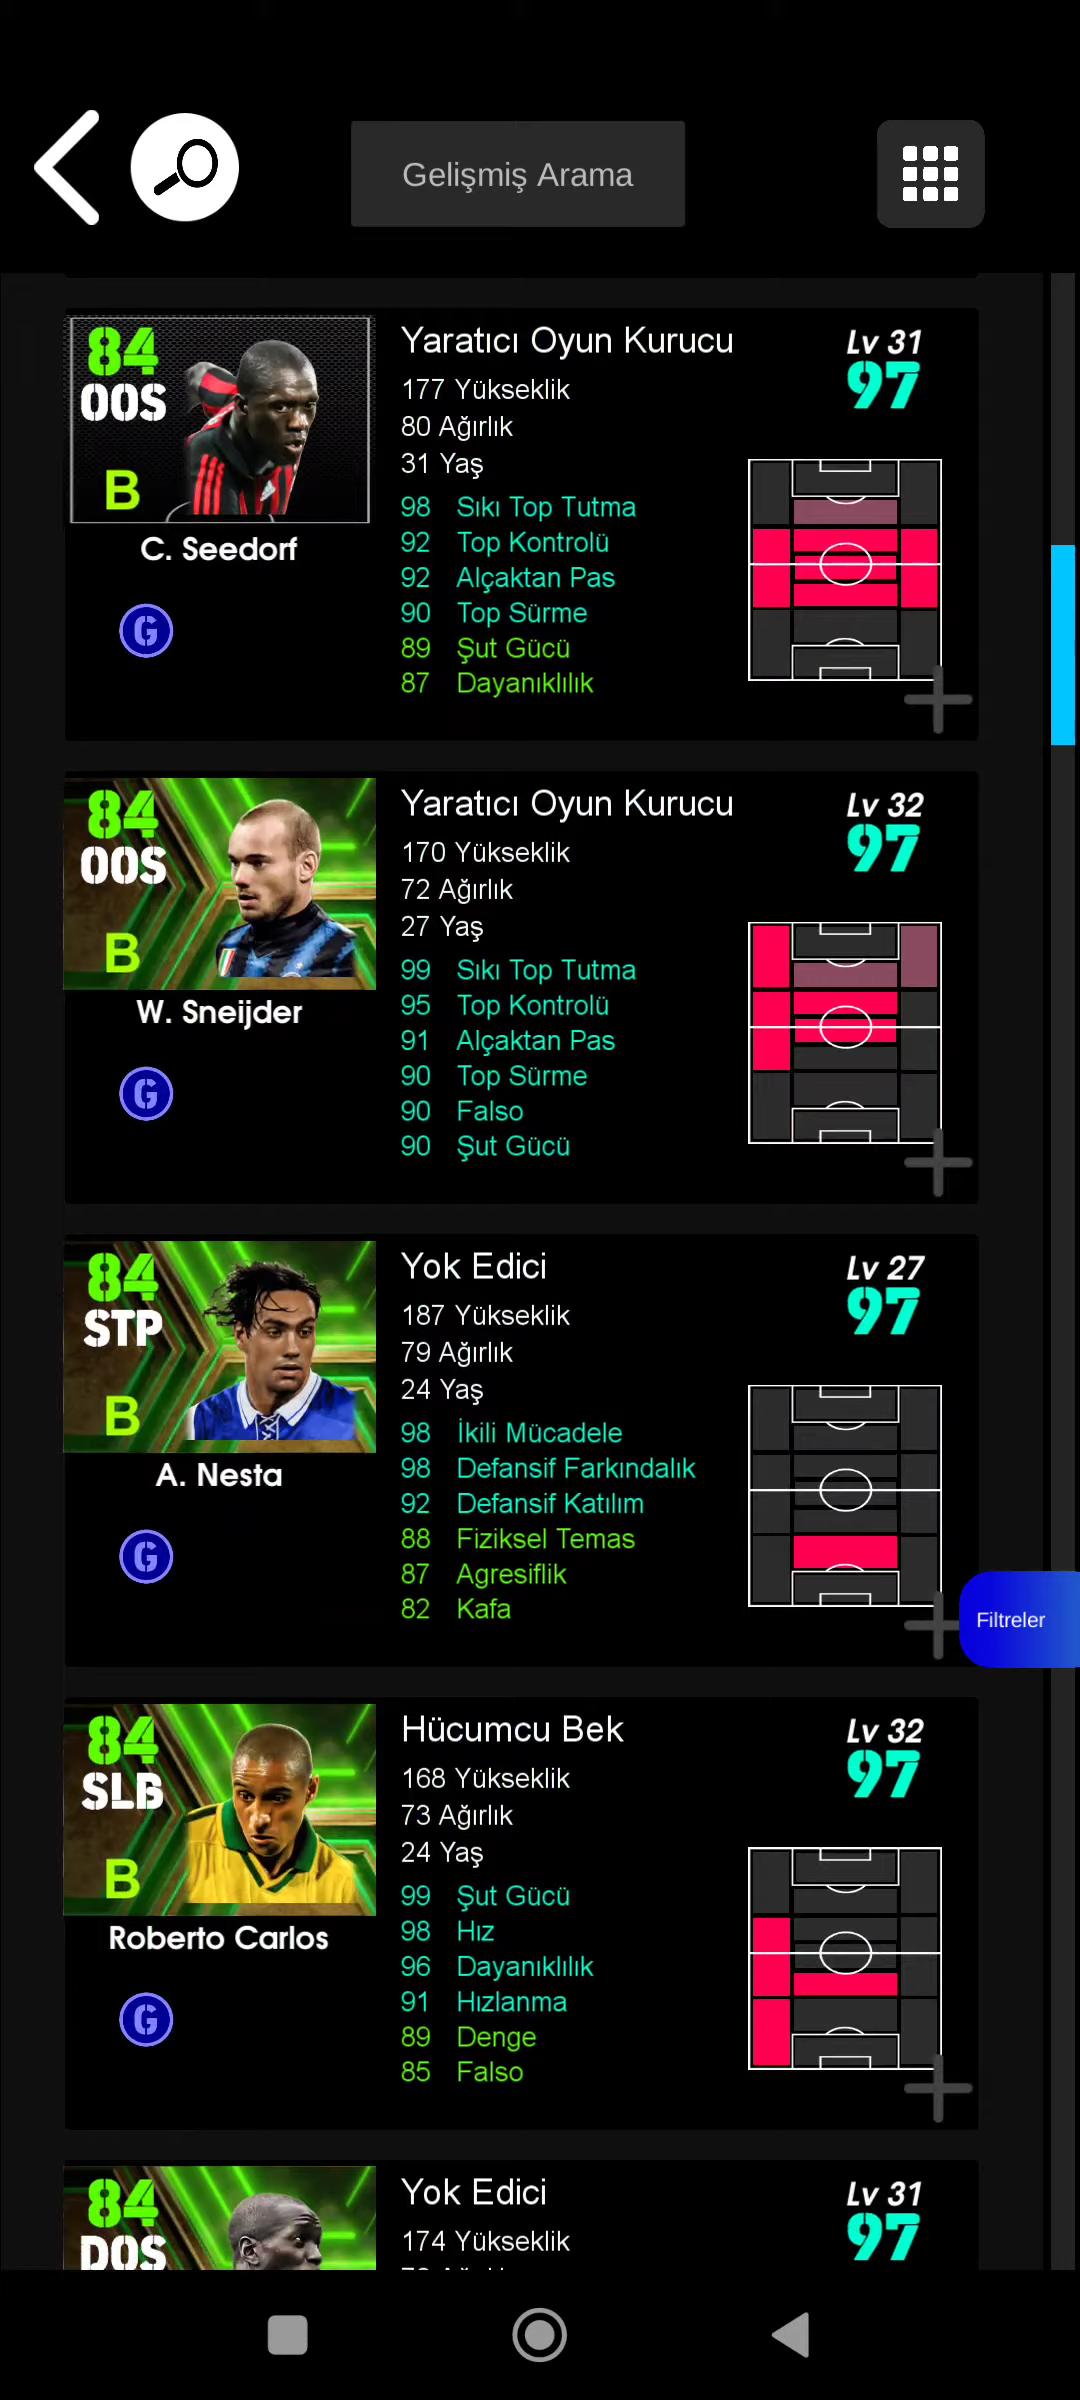 Gelişmiş Arama
84
OOS
B
C. Seedorf
G
Yaratıcı Oyun Kurucu
177 Yükseklik
80 Ağırlık
31 Yaş
98 Sıkı Top Tutma
92 Top Kontrolü
92 Alçaktan Pas
90 Top Sürme
89 Şut Gücü
87 Dayanıklılık
Lv 31
97
84
OOS
B
W. Sneijder
G
Yaratıcı Oyun Kurucu
170 Yükseklik
72 Ağırlık
27 Yaş
99 Sıkı Top Tutma
95 Top Kontrolü
91 Alçaktan Pas
90 Top Sürme
90 Falso
90 Şut Gücü
Lv 32
97
84
STP
B
A. Nesta
G
Yok Edici
187 Yükseklik
79 Ağırlık
24 Yaş
98 İkili Mücadele
98 Defansif Farkındalık
92 Defansif Katılım
88 Fiziksel Temas
87 Agresiflik
82 Kafa
Lv 27
97
Filtreler
84
SLB
B
Roberto Carlos
G
Hücumcu Bek
168 Yükseklik
73 Ağırlık
24 Yaş
99 Şut Gücü
98 Hız
96 Dayanıklılık
91 Hızlanma
89 Denge
85 Falso
Lv 32
97
84
DOS
Yok Edici
174 Yükseklik
Lv 31
97